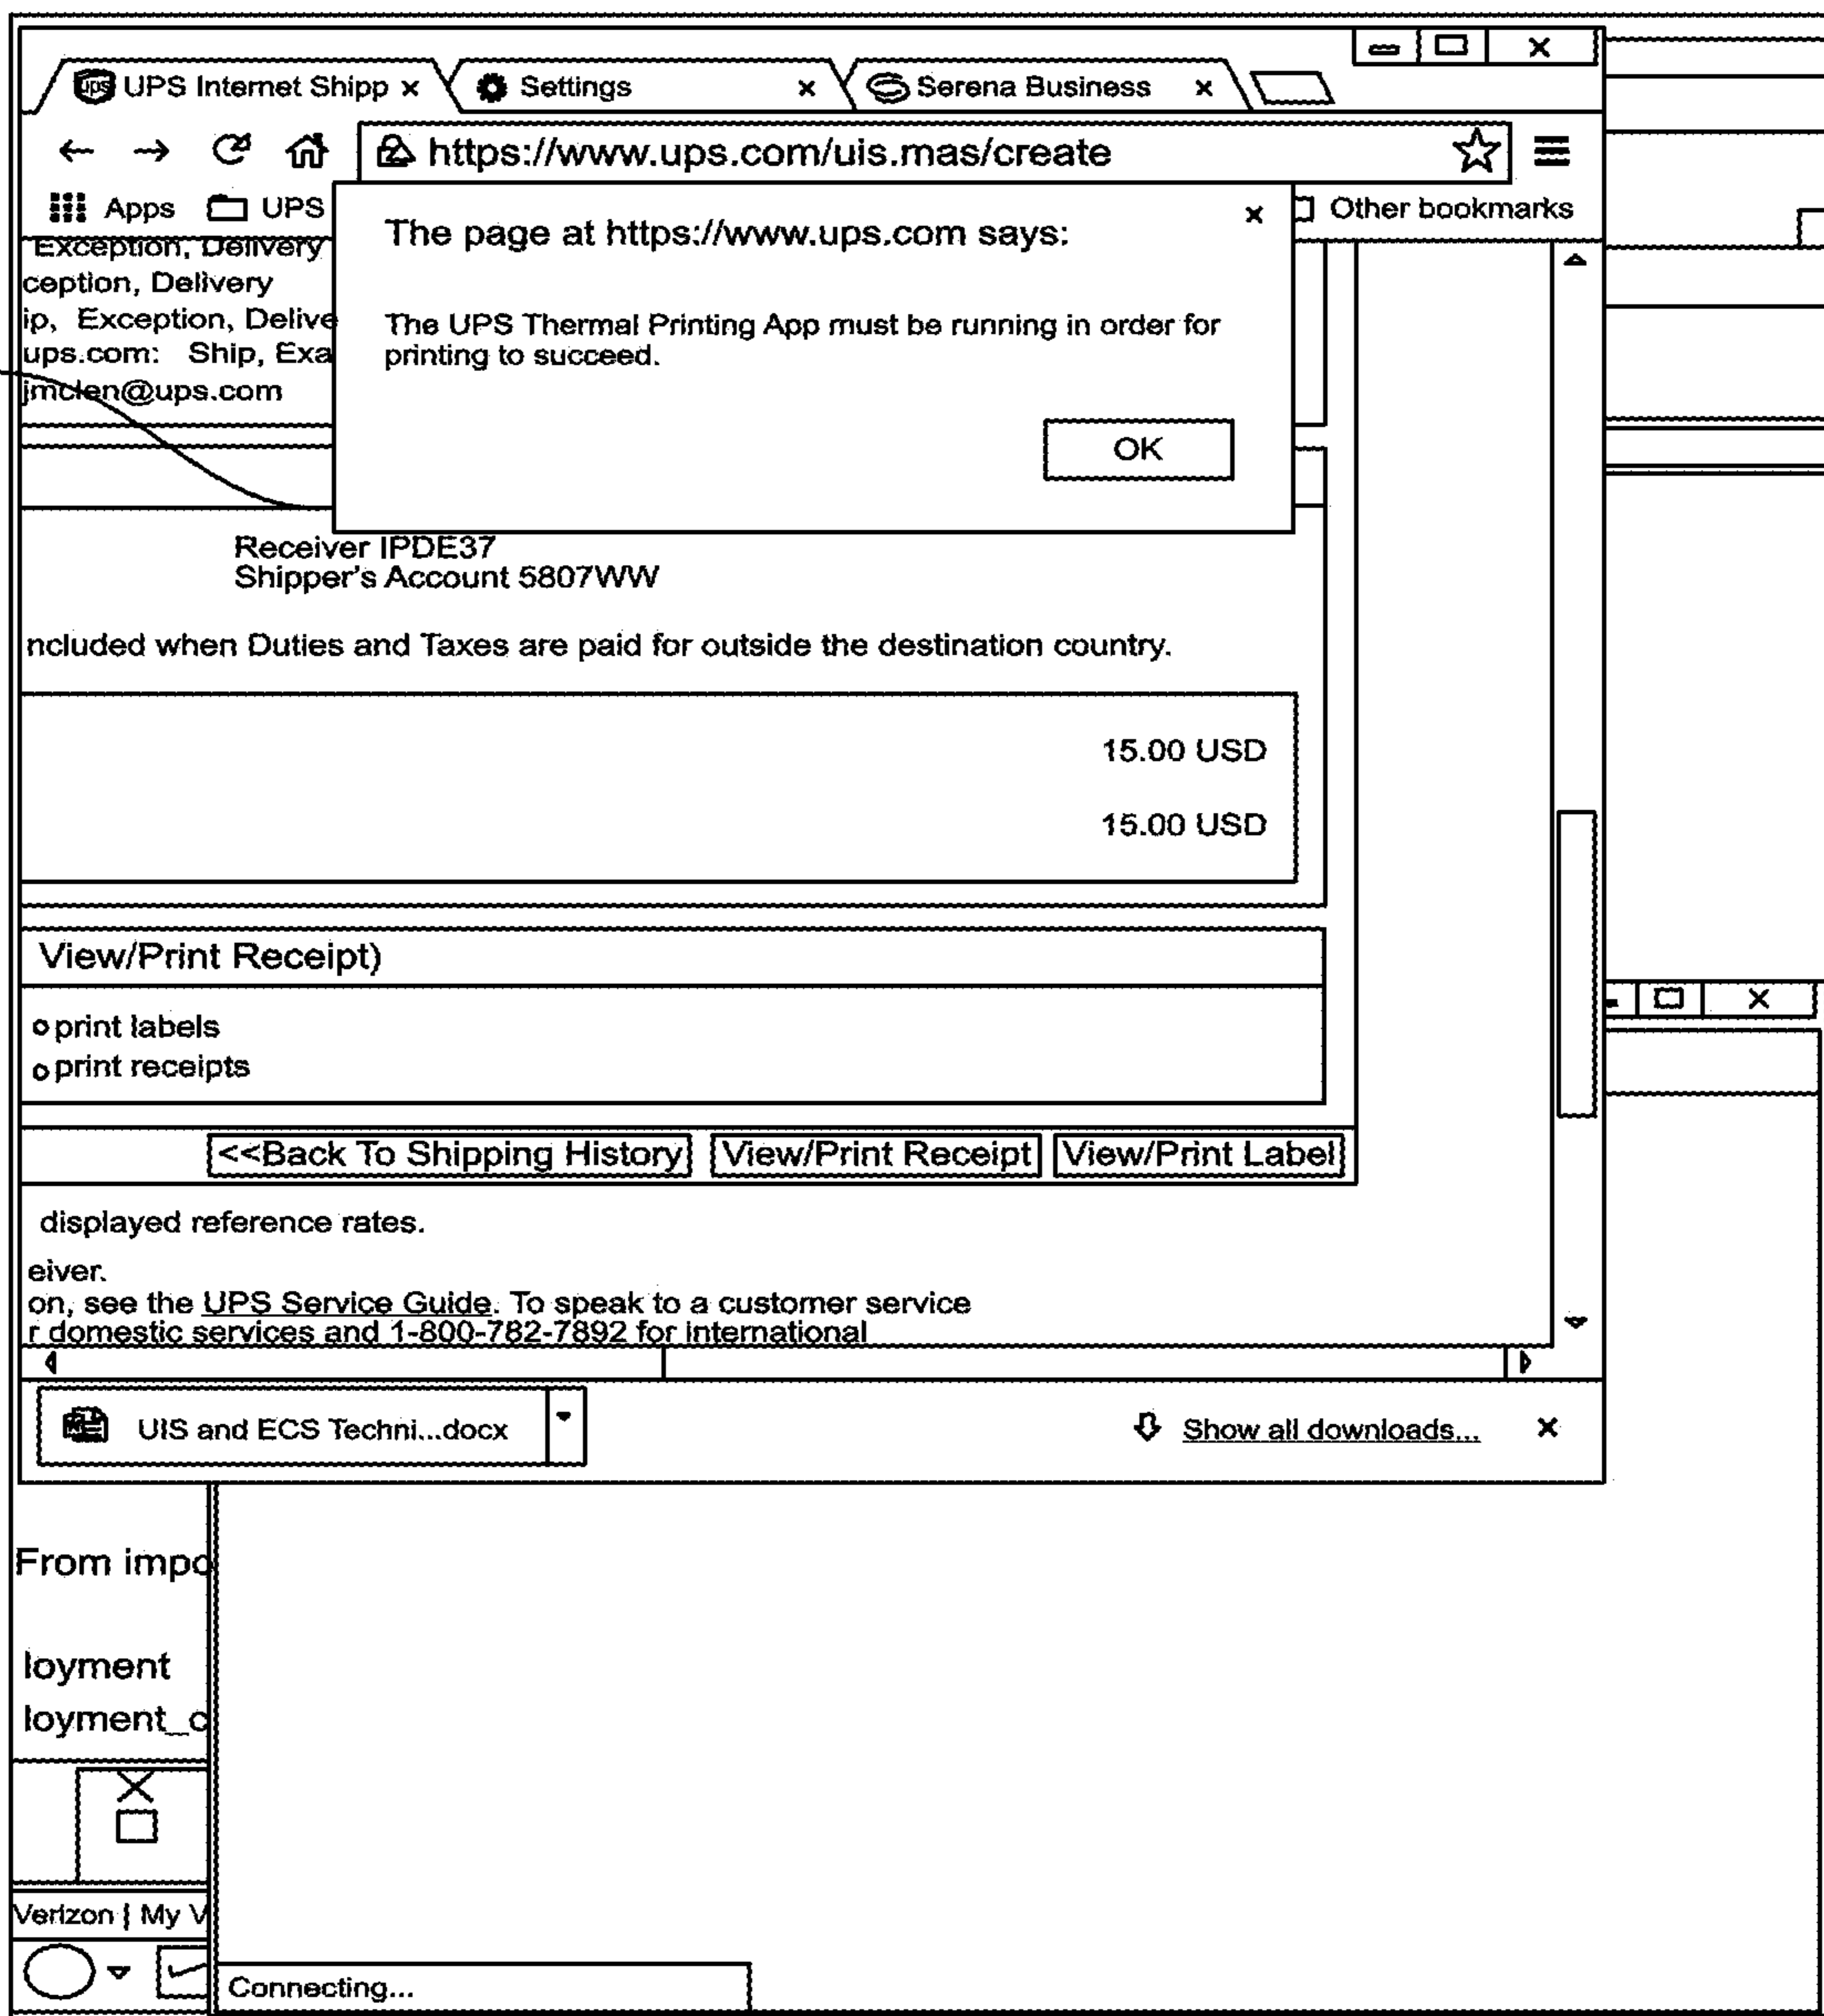 ups UPS Internet Shipp × Settings × Serena Business ×
https://www.ups.com/uis.mas/create
Apps UPS Other bookmarks
The page at https://www.ups.com says:
The UPS Thermal Printing App must be running in order for
printing to succeed.
OK
Exception, Delivery
ception, Delivery
ip, Exception, Delive
ups.com: Ship, Exa
jmclen@ups.com
Receiver IPDE37
Shipper's Account 5807WW
ncluded when Duties and Taxes are paid for outside the destination country.
15.00 USD
15.00 USD
View/Print Receipt)
print labels
print receipts
<<Back To Shipping History View/Print Receipt View/Print Label
displayed reference rates.
eiver.
on, see the UPS Service Guide. To speak to a customer service
r domestic services and 1-800-782-7892 for international
UIS and ECS Techni...docx Show all downloads... ×
From impo
loyment
loyment_c
Verizon | My V
Connecting...